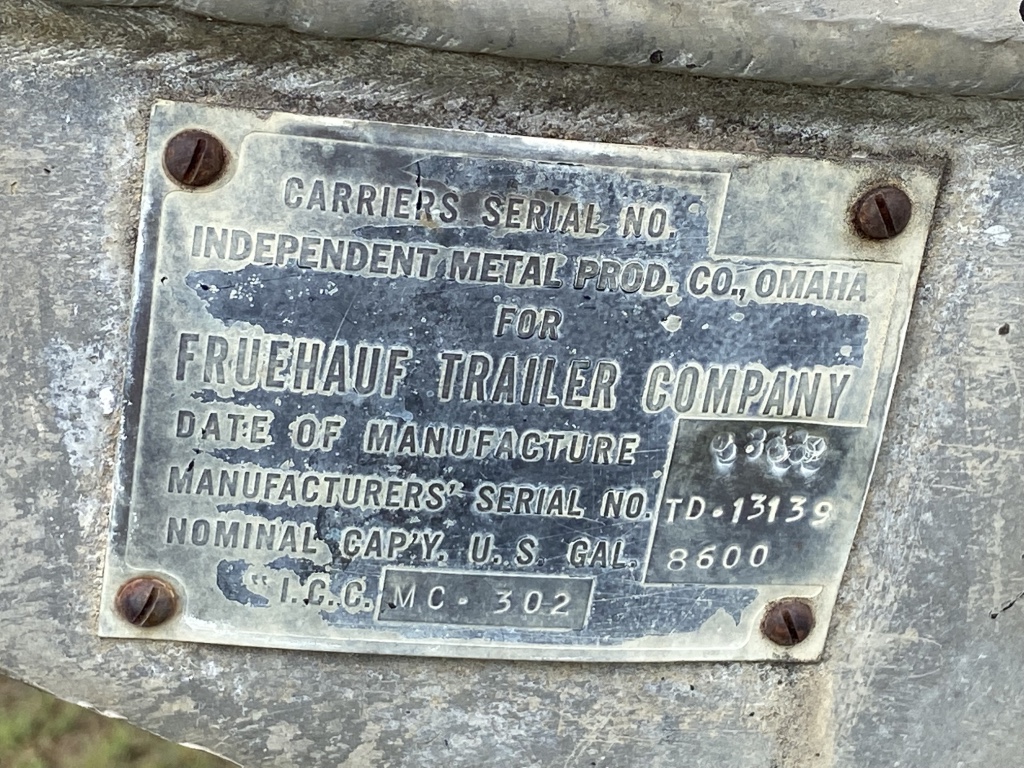 CARRIERS SERIAL NO.
INDEPENDENT METAL PROD. CO., OMAHA
FOR
FRUEHAUF TRAILER COMPANY
DATE OF MANUFACTURE
MANUFACTURERS' SERIAL NO. TD-13139
NOMINAL CAP'Y. U.S. GAL. 8600
"I.C.C. MC-302